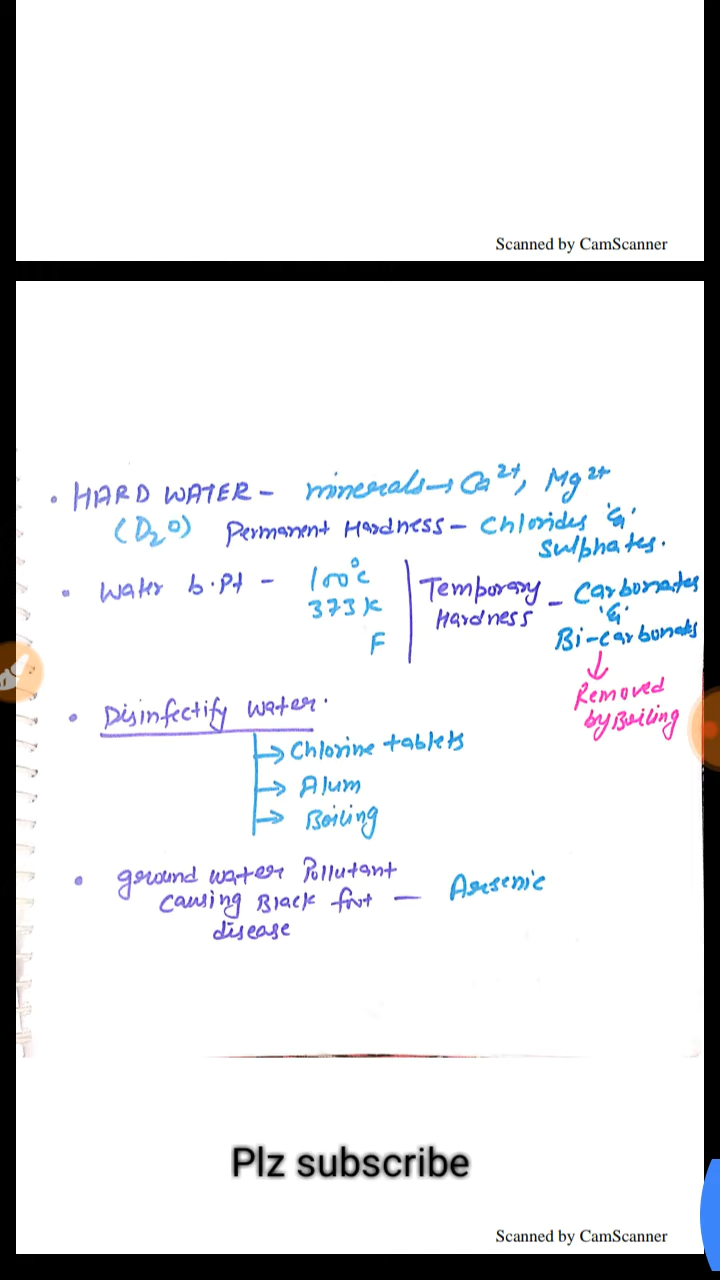 Scanned by CamScanner
• HARD WATER – minerals → Ca²⁺, Mg²⁺
(D₂O) Permanent Hardness – Chlorides '&'
Sulphates.
• Water b.pt – 100°C
373 K
F
Temporary Hardness – Carbonates
'&'
Bi-carbonats
↓
Removed
by Boiling
• Disinfectify water.
→ Chlorine tablets
→ Alum
→ Boiling
• ground water Pollutant
causing Black foot – Arsenic
disease
Plz subscribe
Scanned by CamScanner